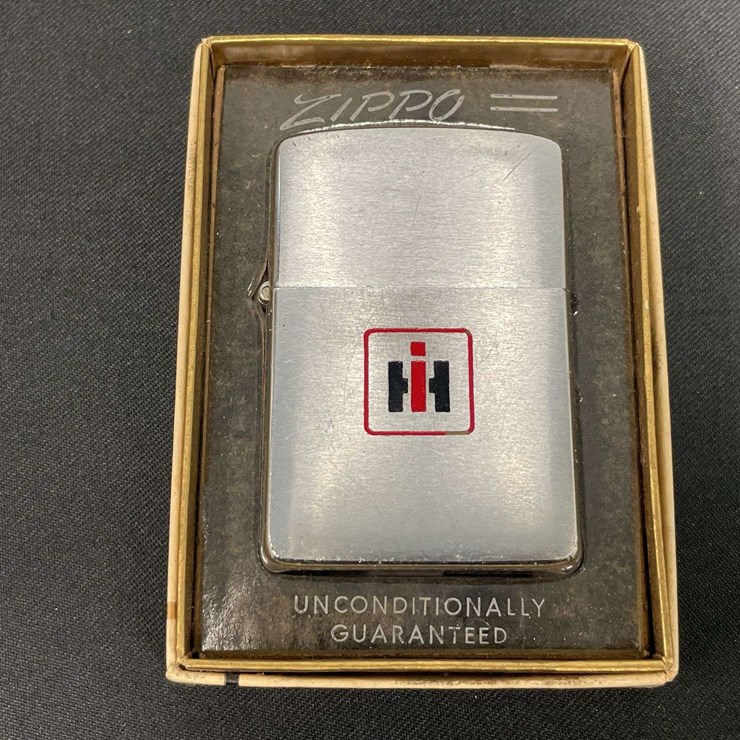 ZIPPO
IH
UNCONDITIONALLY
GUARANTEED